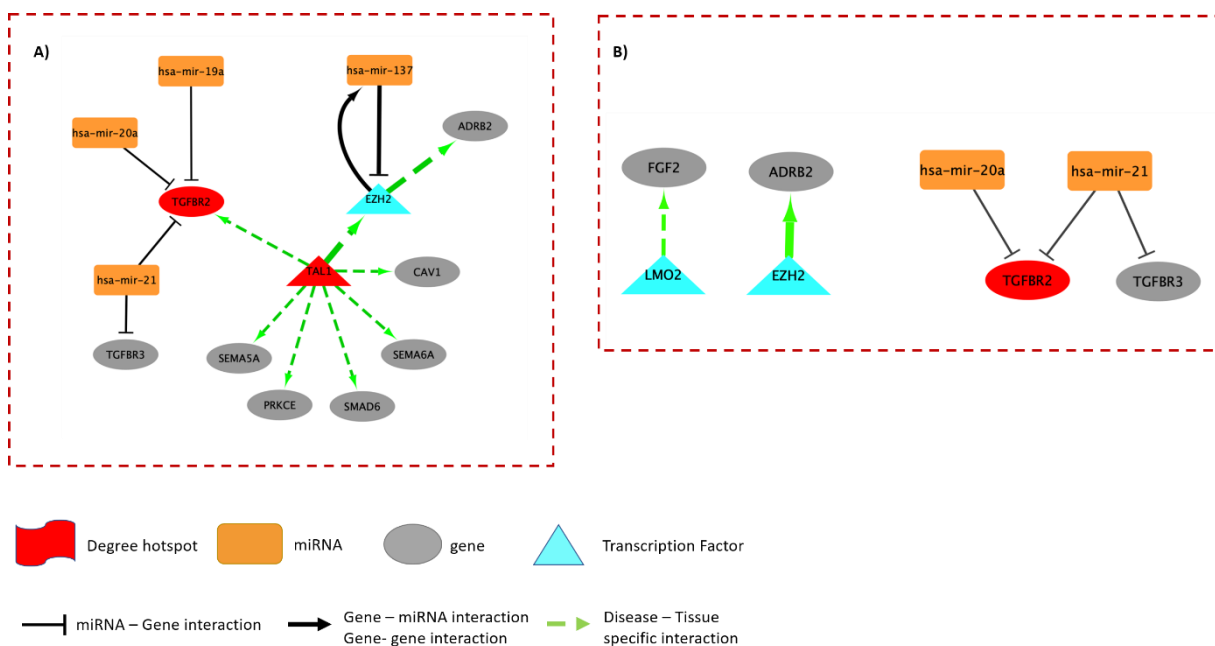 A)
hsa-mir-19a
hsa-mir-137
hsa-mir-20a
ADRB2
TGFBR2
EZH2
TAL1
CAV1
hsa-mir-21
TGFBR3
SEMA5A
SEMA6A
PRKCE
SMAD6
B)
FGF2
ADRB2
hsa-mir-20a
hsa-mir-21
LMO2
EZH2
TGFBR2
TGFBR3
Degree hotspot
miRNA
gene
Transcription Factor
miRNA – Gene interaction
Gene – miRNA interaction
Gene- gene interaction
Disease – Tissue
specific interaction